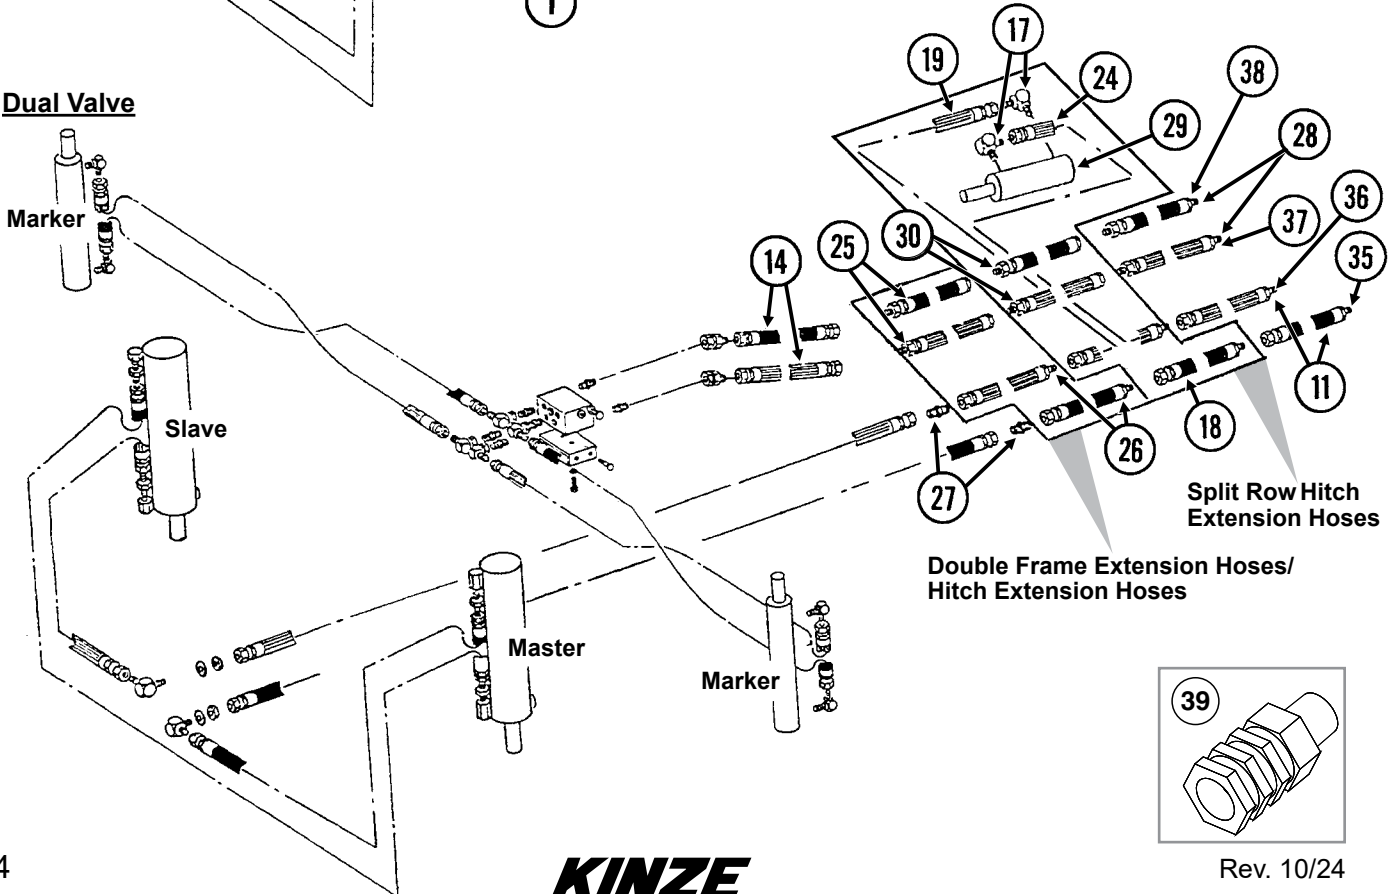 1
17
19
24
38
Dual Valve
29
28
Marker
36
30
37
25
14
35
11
Slave
18
26
27
Split Row Hitch
Extension Hoses
Double Frame Extension Hoses/
Hitch Extension Hoses
Master
Marker
39
4
KINZE
Rev. 10/24